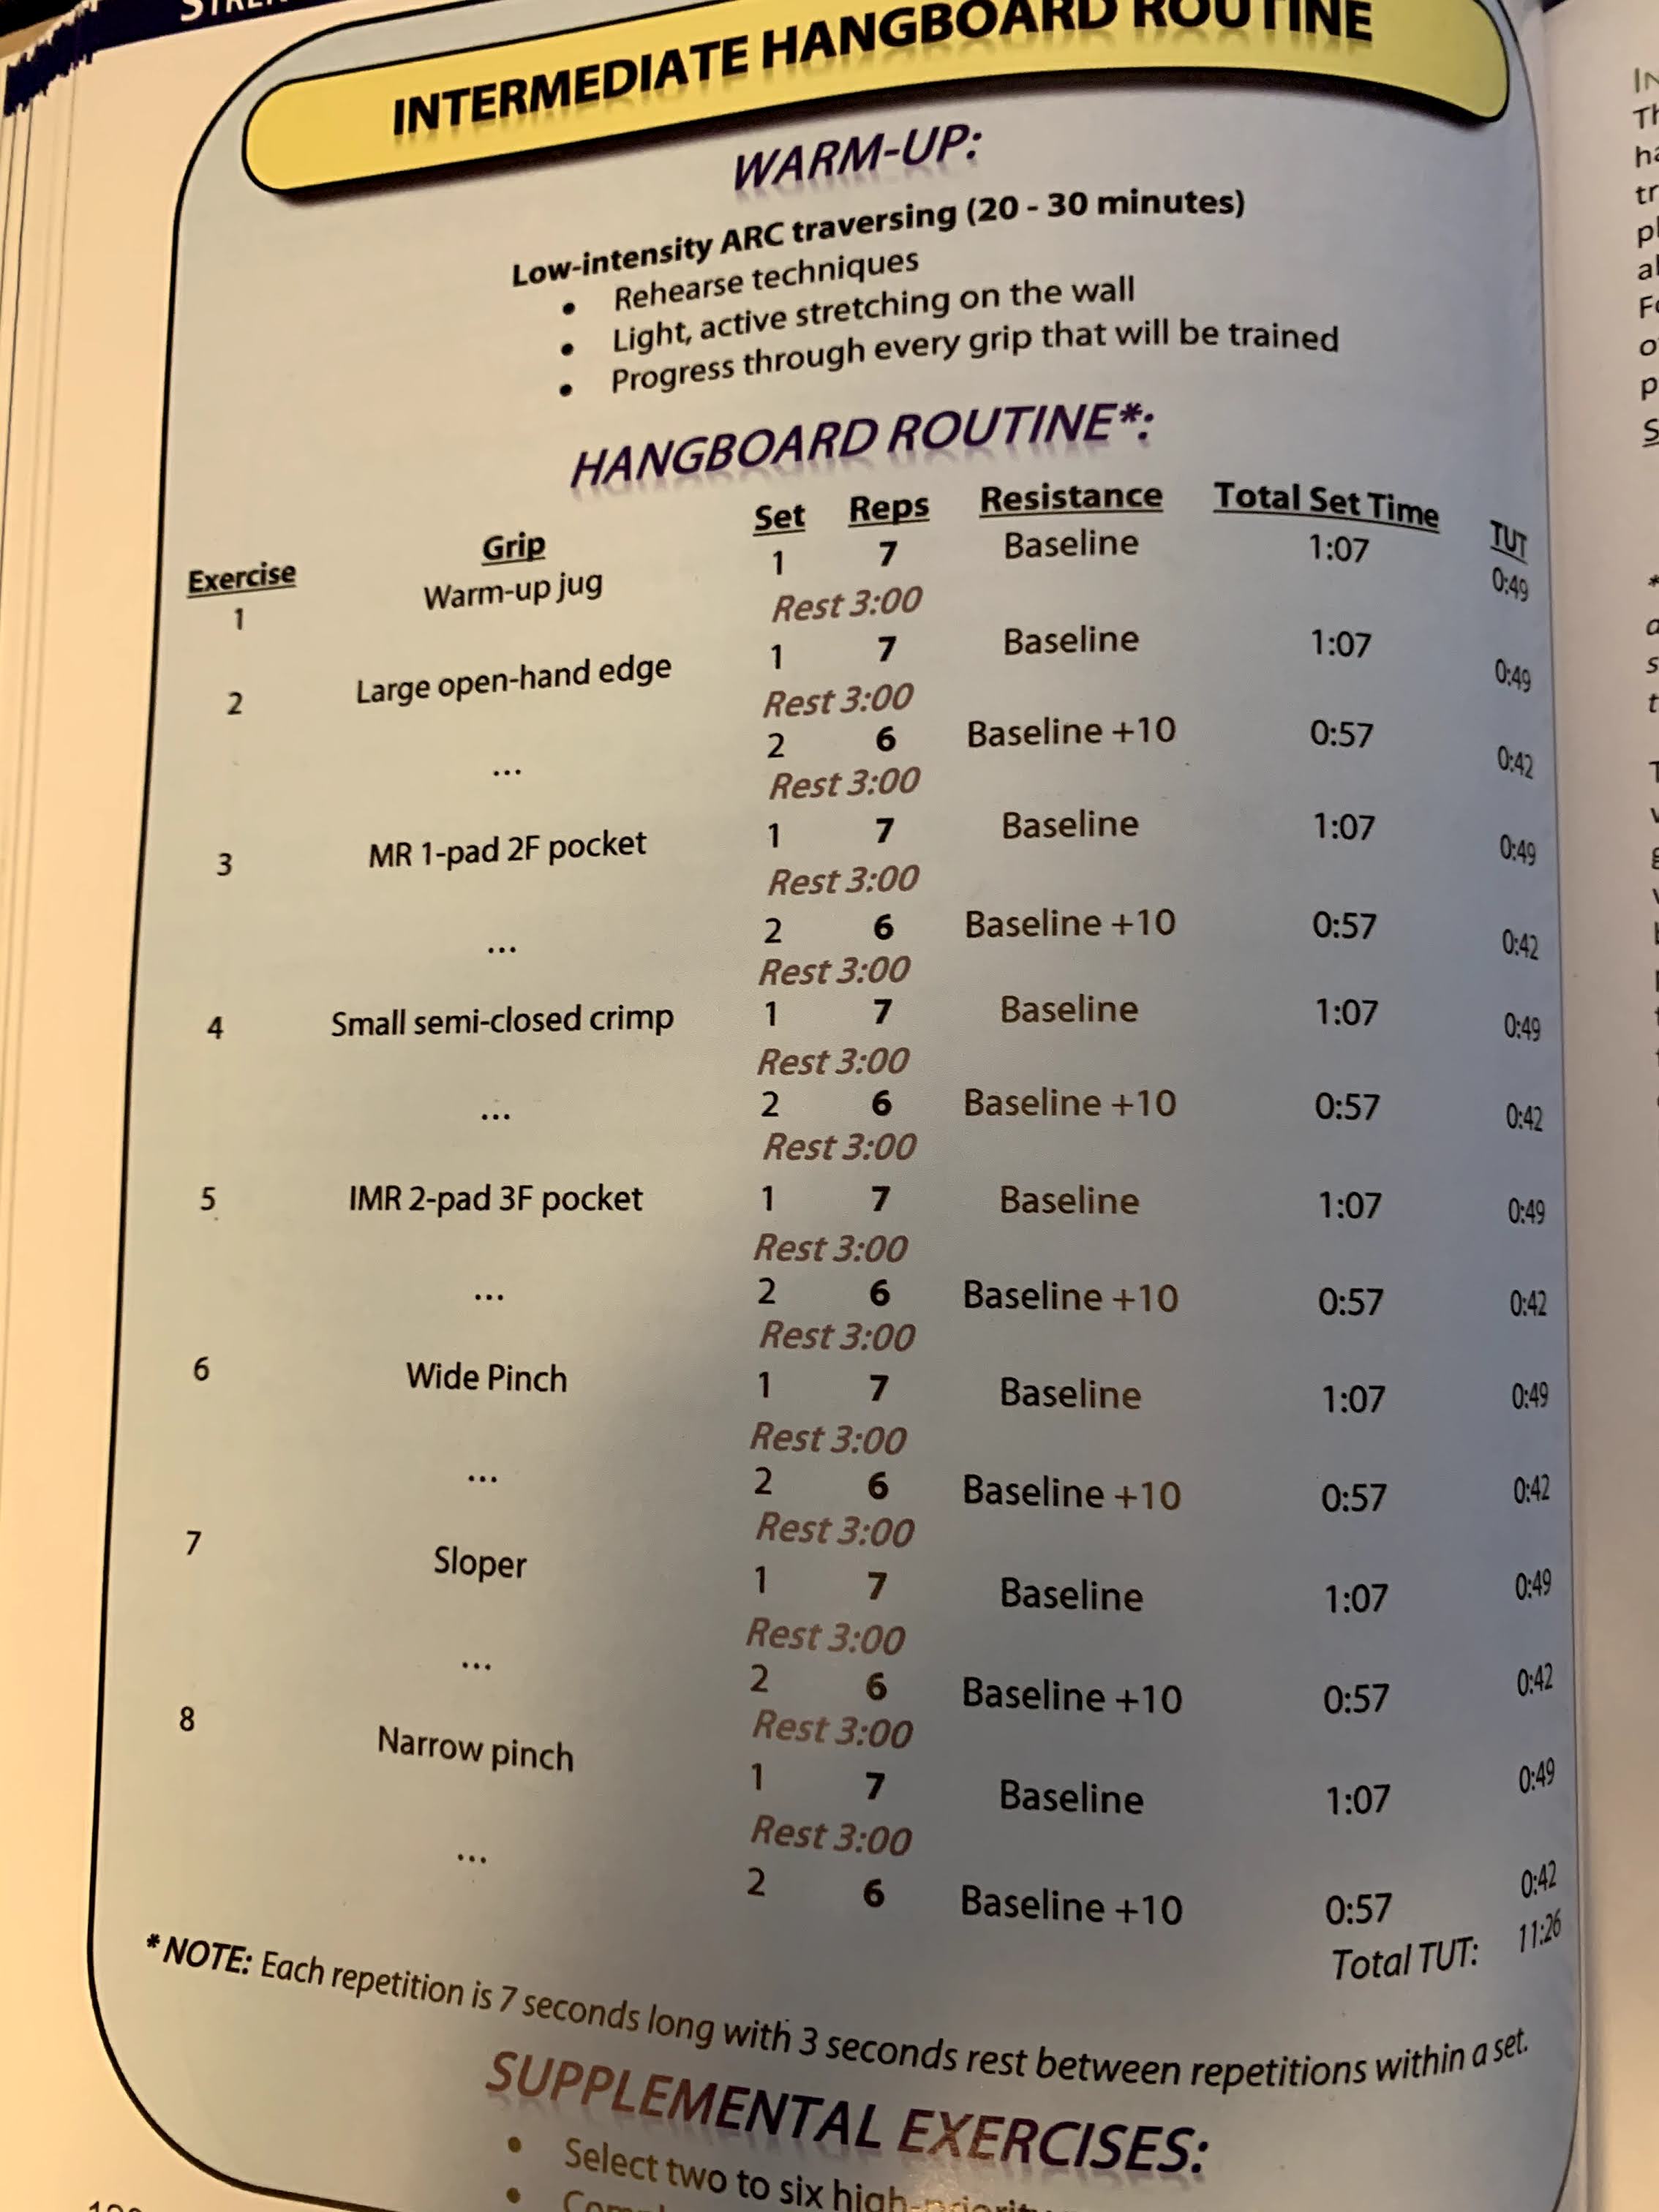 INTERMEDIATE HANGBOARD ROUTINE
WARM-UP:
Low-intensity ARC traversing (20 - 30 minutes)
• Rehearse techniques
• Light, active stretching on the wall
• Progress through every grip that will be trained
HANGBOARD ROUTINE*:
Exercise Grip Set Reps Resistance Total Set Time TUT
1 Warm-up jug 1 7 Baseline 1:07 0:49
Rest 3:00
2 Large open-hand edge 1 7 Baseline 1:07 0:49
Rest 3:00
... 2 6 Baseline +10 0:57 0:42
Rest 3:00
3 MR 1-pad 2F pocket 1 7 Baseline 1:07 0:49
Rest 3:00
... 2 6 Baseline +10 0:57 0:42
Rest 3:00
4 Small semi-closed crimp 1 7 Baseline 1:07 0:49
Rest 3:00
... 2 6 Baseline +10 0:57 0:42
Rest 3:00
5 IMR 2-pad 3F pocket 1 7 Baseline 1:07 0:49
Rest 3:00
... 2 6 Baseline +10 0:57 0:42
Rest 3:00
6 Wide Pinch 1 7 Baseline 1:07 0:49
Rest 3:00
... 2 6 Baseline +10 0:57 0:42
Rest 3:00
7 Sloper 1 7 Baseline 1:07 0:49
Rest 3:00
... 2 6 Baseline +10 0:57 0:42
Rest 3:00
8 Narrow pinch 1 7 Baseline 1:07 0:49
Rest 3:00
... 2 6 Baseline +10 0:57 0:42
Total TUT: 11:26
*NOTE: Each repetition is 7 seconds long with 3 seconds rest between repetitions within a set.
SUPPLEMENTAL EXERCISES:
• Select two to six high-priority